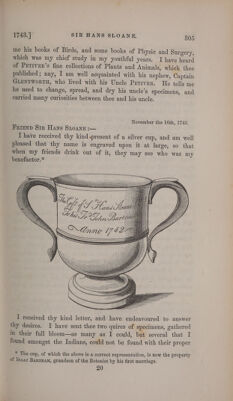 1743.] SIR HANS SLOANE. 305
me his books of Birds, and some books of Physic and Surgery,
which was my chief study in my youthful years. I have heard
of PETIVER's fine collections of Plants and Animals, which thee
published; nay, I am well acquainted with his nephew, Captain
GLENTWORTH, who lived with his Uncle PETIVER. He tells me
he used to change, spread, and dry his uncle's specimens, and
carried many curiosities between thee and his uncle.
November the 16th, 1743.
FRIEND SIR HANS SLOANE:—
I have received thy kind present of a silver cup, and am well
pleased that thy name is engraved upon it at large, so that
when my friends drink out of it, they may see who was my
benefactor.*
The Gift of S. Hans Sloane
To John Bartram
Anno 1742
I received thy kind letter, and have endeavoured to answer
thy desires. I have sent thee two quires of specimens, gathered
in their full bloom—as many as I could, but several that I
found amongst the Indians, could not be found with their proper
* The cup, of which the above is a correct representation, is now the property
of ISAAC BARTRAM, grandson of the Botanist by his first marriage.
20